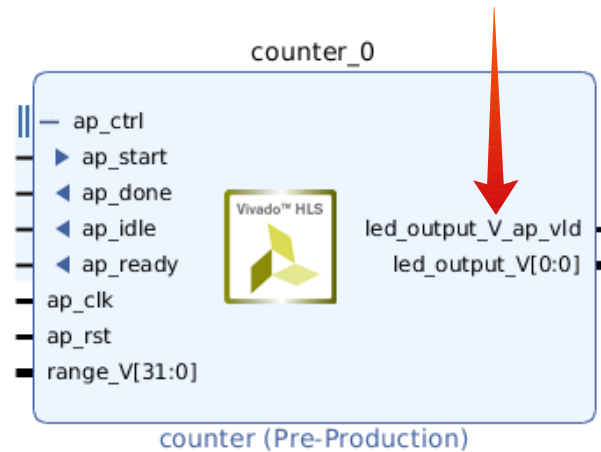 counter_0
ap_ctrl
ap_start
ap_done
ap_idle
ap_ready
ap_clk
ap_rst
range_V[31:0]
Vivado™ HLS
led_output_V_ap_vld
led_output_V[0:0]
counter (Pre-Production)